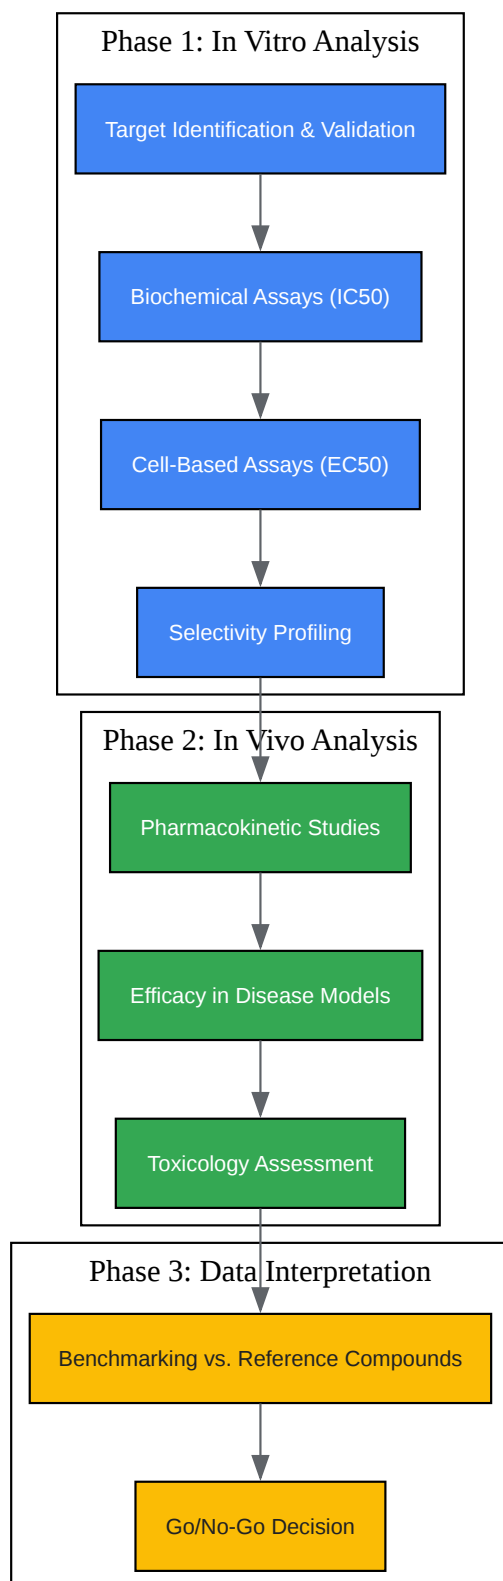 Phase 1: In Vitro Analysis
Target Identification & Validation
Biochemical Assays (IC50)
Cell-Based Assays (EC50)
Selectivity Profiling
Phase 2: In Vivo Analysis
Pharmacokinetic Studies
Efficacy in Disease Models
Toxicology Assessment
Phase 3: Data Interpretation
Benchmarking vs. Reference Compounds
Go/No-Go Decision